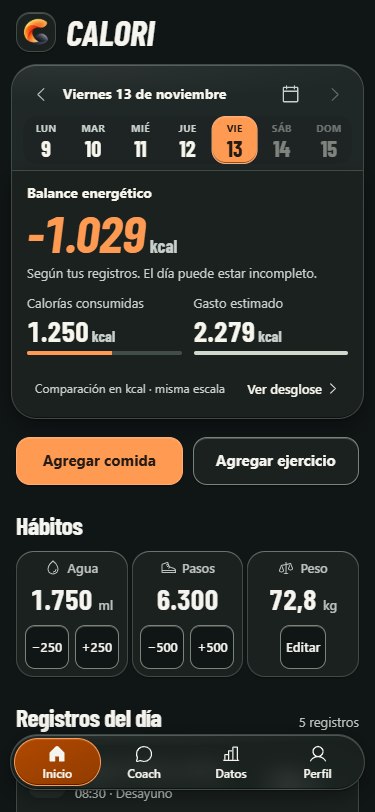 CALORI
Viernes 13 de noviembre
LUN MAR MIÉ JUE VIE SÁB DOM
9 10 11 12 13 14 15
Balance energético
-1.029 kcal
Según tus registros. El día puede estar incompleto.
Calorías consumidas Gasto estimado
1.250 kcal 2.279 kcal
Comparación en kcal · misma escala Ver desglose
Agregar comida Agregar ejercicio
Hábitos
Agua Pasos Peso
1.750 ml 6.300 72,8 kg
−250 +250 −500 +500 Editar
Registros del día 5 registros
Inicio Coach Datos Perfil
08:30 · Desayuno